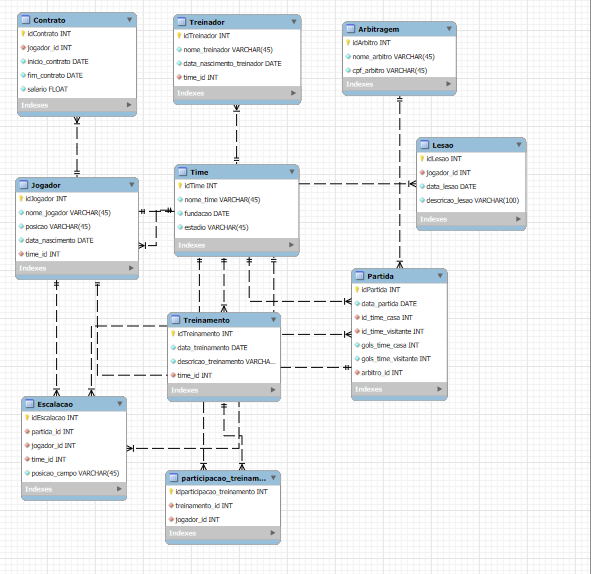 Contrato
idContrato INT
jogador_id INT
inicio_contrato DATE
fim_contrato DATE
salario FLOAT
Indexes
Treinador
idTreinador INT
nome_treinador VARCHAR(45)
data_nascimento_treinador DATE
time_id INT
Indexes
Arbitragem
idArbitro INT
nome_arbitro VARCHAR(45)
cpf_arbitro VARCHAR(45)
Indexes
Lesao
idLesao INT
jogador_id INT
data_lesao DATE
descricao_lesao VARCHAR(100)
Indexes
Jogador
idJogador INT
nome_jogador VARCHAR(45)
posicao VARCHAR(45)
data_nascimento DATE
time_id INT
Indexes
Time
idTime INT
nome_time VARCHAR(45)
fundacao DATE
estadio VARCHAR(45)
Indexes
Partida
idPartida INT
data_partida DATE
id_time_casa INT
id_time_visitante INT
gols_time_casa INT
gols_time_visitante INT
arbitro_id INT
Indexes
Treinamento
idTreinamento INT
data_treinamento DATE
descricao_treinamento VARCHA...
time_id INT
Indexes
Escalacao
idEscalacao INT
partida_id INT
jogador_id INT
time_id INT
posicao_campo VARCHAR(45)
Indexes
participacao_treinam...
idparticipacao_treinamento INT
treinamento_id INT
jogador_id INT
Indexes